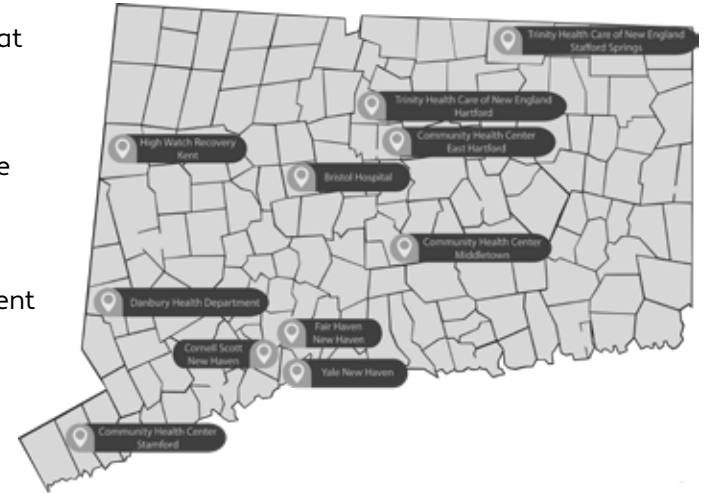 at
Trinity Health Care of New England
Stafford Springs
Trinity Health Care of New England
Hartford
Community Health Center
East Hartford
High Watch Recovery
Kent
e
Bristol Hospital
Community Health Center
Middletown
ent
Danbury Health Department
Fair Haven
New Haven
Cornell Scott
New Haven
Yale New Haven
Community Health Center
Stamford